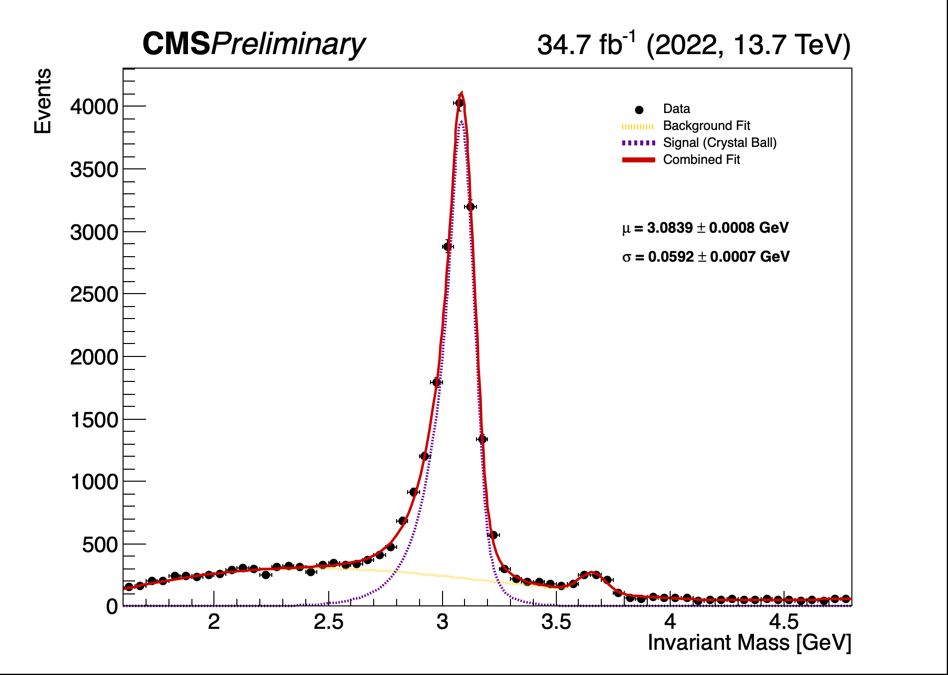 CMSPreliminary
34.7 fb⁻¹ (2022, 13.7 TeV)
Events
4000
3500
3000
2500
2000
1500
1000
500
0
Data
Background Fit
Signal (Crystal Ball)
Combined Fit
μ = 3.0839 ± 0.0008 GeV
σ = 0.0592 ± 0.0007 GeV
2
2.5
3
3.5
4
4.5
Invariant Mass [GeV]